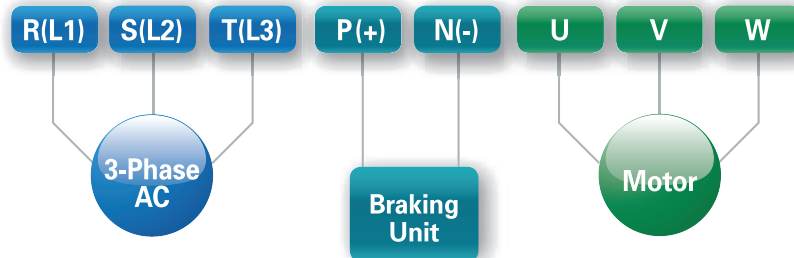 R(L1) S(L2) T(L3) P(+) N(-) U V W
3-Phase
AC
Braking
Unit
Motor